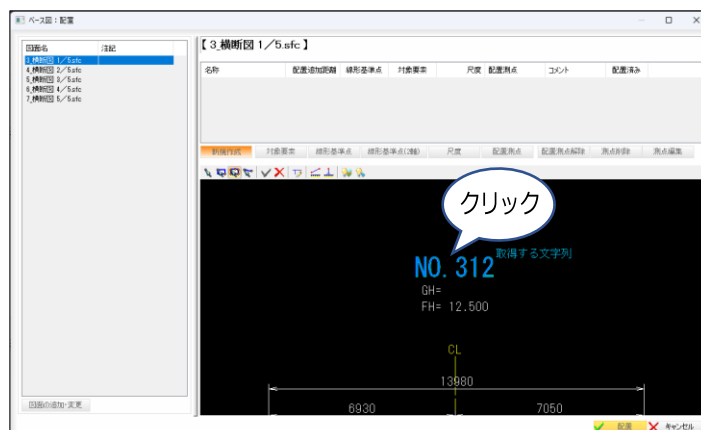 ベース図：配置
図面名 注記
3_横断図 1／5.sfc
4_横断図 2／5.sfc
5_横断図 3／5.sfc
6_横断図 4／5.sfc
7_横断図 5／5.sfc
図面の追加・変更
【 3_横断図 1／5.sfc 】
名称 配置追加距離 線形基準点 対象要素 尺度 配置測点 コメント 配置済み
新規作成 対象要素 線形基準点 線形基準点(2軸) 尺度 配置測点 配置測点解除 測点削除 測点編集
クリック
取得する文字列
NO. 312
GH=
FH= 12.500
CL
13980
6930 7050
配置 キャンセル